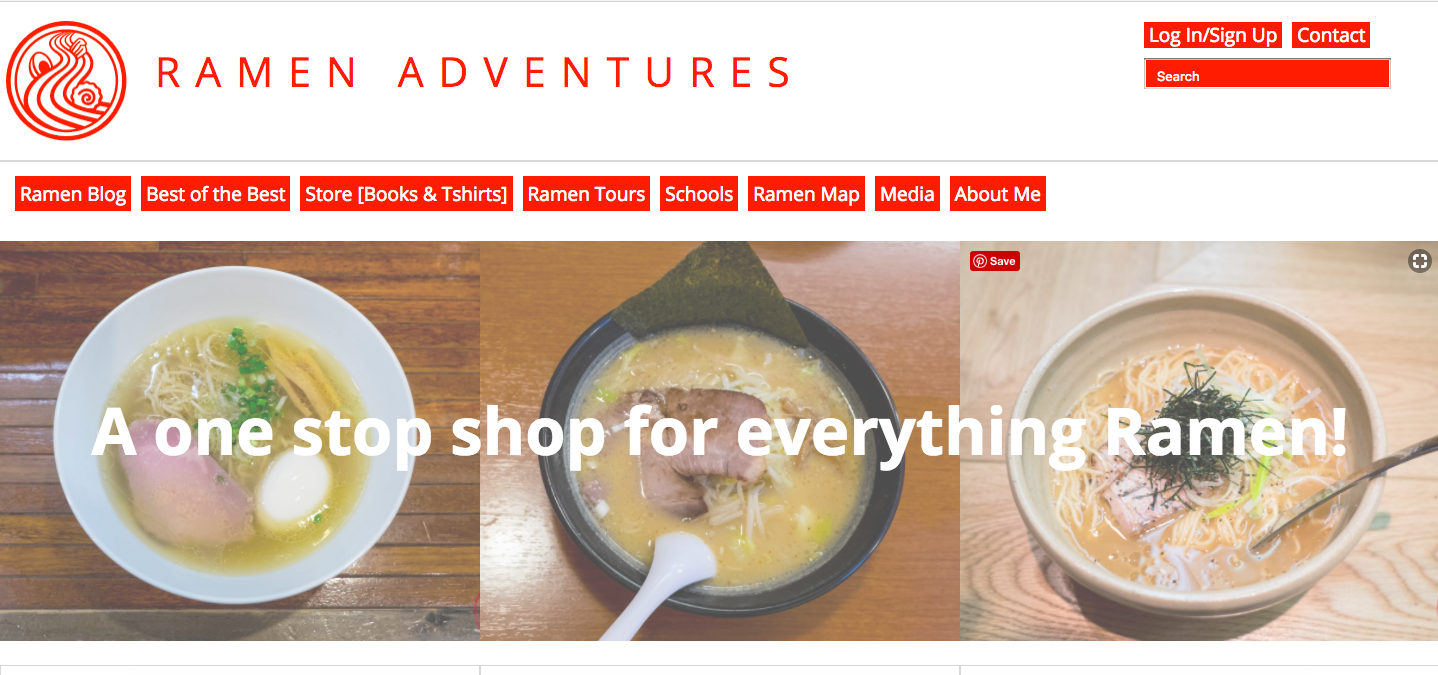 Log In/Sign Up Contact
RAMEN ADVENTURES
Search
Ramen Blog Best of the Best Store [Books & Tshirts] Ramen Tours Schools Ramen Map Media About Me
Save
A one stop shop for everything Ramen!